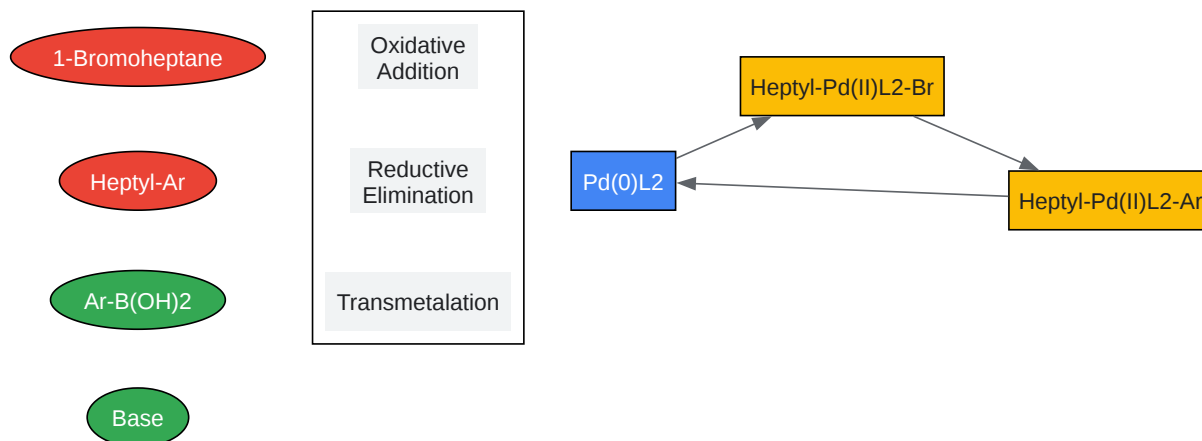 1-Bromoheptane
Heptyl-Ar
Ar-B(OH)2
Base
Oxidative
Addition
Reductive
Elimination
Transmetalation
Pd(0)L2
Heptyl-Pd(II)L2-Br
Heptyl-Pd(II)L2-Ar